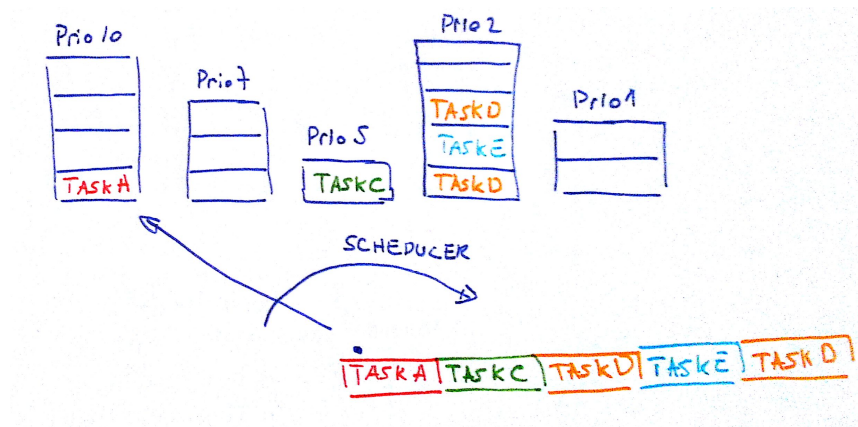 Prio 10
Prio 7
Prio 5
Prio 2
Prio 1
TASK A
TASK C
TASK D
TASK E
TASK D
SCHEDULER
TASK A TASK C TASK D TASK E TASK D